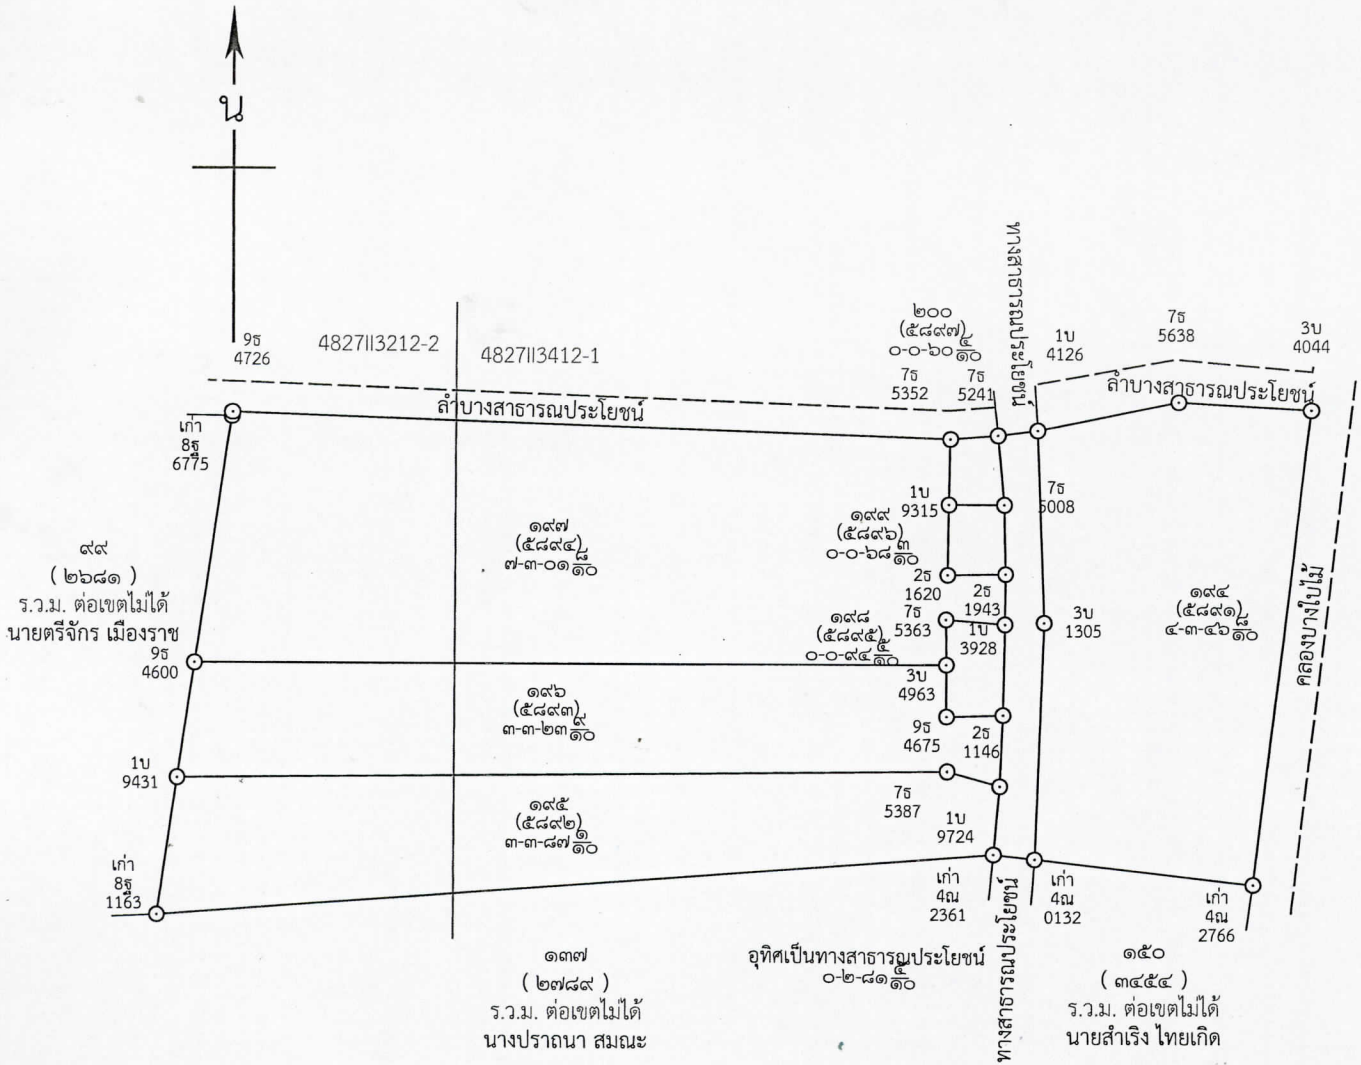 น
ทางสาธารณประโยชน์
9ธ
4726
4827II3212-2
4827II3412-1
๒๐๐
(๕๘๙๗)
๐-๐-๖๐ ๕/๑๐
7ธ
5352
7ธ
5241
1บ
4126
7ธ
5638
3บ
4044
ลำบางสาธารณประโยชน์
ลำบางสาธารณประโยชน์
เก่า
8ฐ
6775
1บ
9315
7ธ
5008
๑๙๗
(๕๘๙๔)
๗-๓-๐๑ ๘/๑๐
๑๙๙
(๕๘๙๖)
๐-๐-๖๘ ๓/๑๐
๙๙
( ๒๖๘๑ )
ร.ว.ม. ต่อเขตไม่ได้
นายตรีจักร เมืองราช
2ธ
1620
2ธ
1943
๑๙๔
(๕๘๙๑)
๔-๓-๔๖ ๘/๑๐
7ธ
5363
1บ
3928
3บ
1305
๑๙๘
(๕๘๙๕)
๐-๐-๙๔ ๕/๑๐
คลองบางใบไม้
9ธ
4600
3บ
4963
๑๙๖
(๕๘๙๓)
๓-๓-๒๓ ๙/๑๐
9ธ
4675
2ธ
1146
1บ
9431
7ธ
5387
๑๙๕
(๕๘๙๒)
๓-๓-๘๗ ๑/๑๐
1บ
9724
เก่า
8ฐ
1163
เก่า
4ณ
2361
เก่า
4ณ
0132
เก่า
4ณ
2766
ทางสาธารณประโยชน์
อุทิศเป็นทางสาธารณประโยชน์
๐-๒-๘๑ ๕/๑๐
๑๓๗
( ๒๗๘๙ )
ร.ว.ม. ต่อเขตไม่ได้
นางปราถนา สมณะ
๑๕๐
( ๓๔๕๔ )
ร.ว.ม. ต่อเขตไม่ได้
นายสำเริง ไทยเกิด